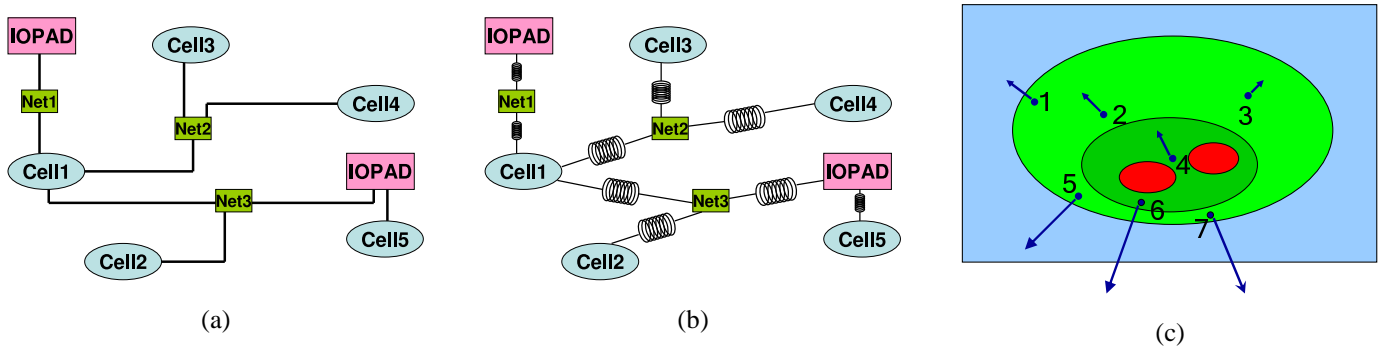 IOPAD
Net1
Cell1
Cell3
Net2
Cell4
IOPAD
Net3
Cell5
Cell2
(a)
IOPAD
Net1
Cell1
Cell3
Net2
Cell4
IOPAD
Net3
Cell5
Cell2
(b)
1
2
3
4
5
6
7
(c)